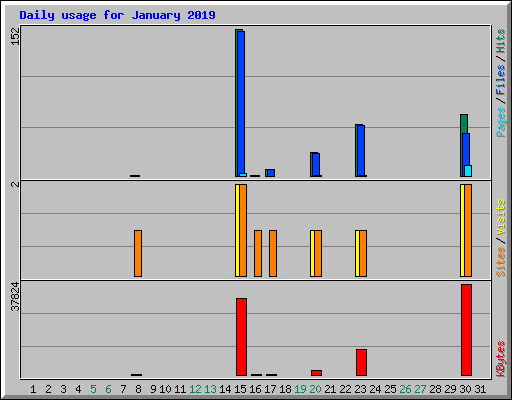 Daily usage for January 2019
152
Pages / Files / Hits
2
Sites / Visits
37824
KBytes
1 2 3 4 5 6 7 8 9 10 11 12 13 14 15 16 17 18 19 20 21 22 23 24 25 26 27 28 29 30 31